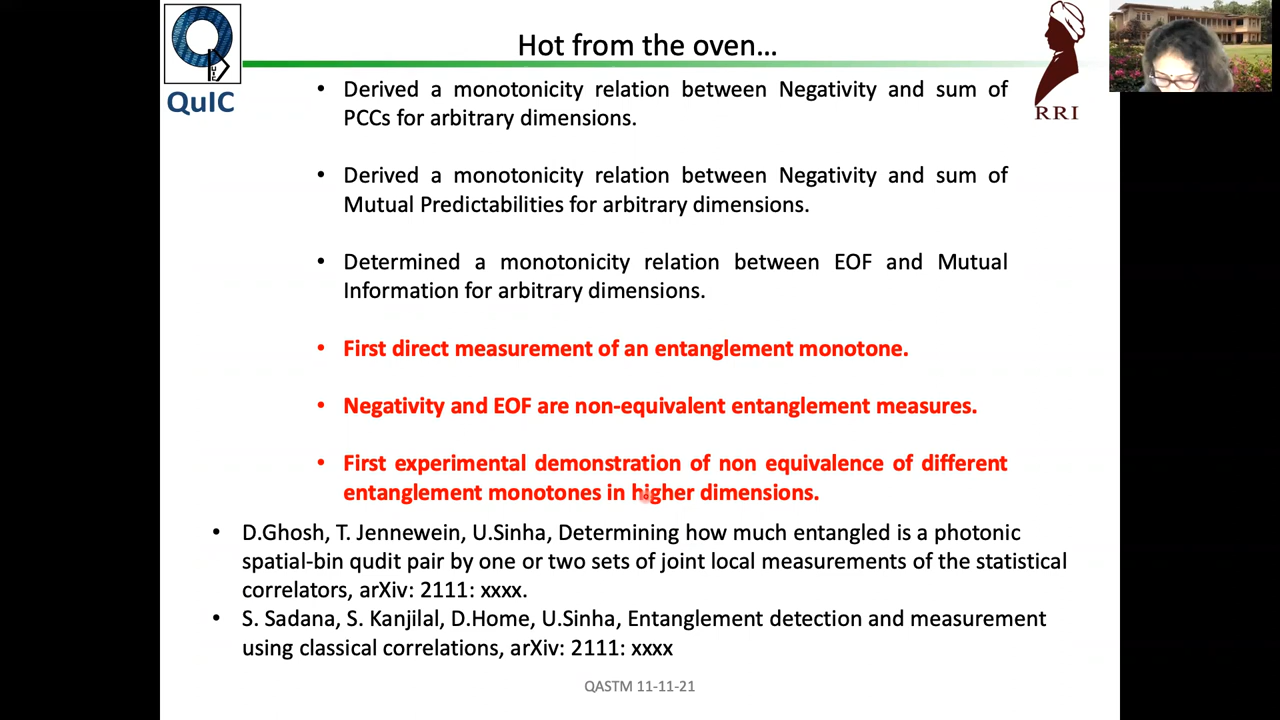 Hot from the oven...
QuIC
RRI
• Derived a monotonicity relation between Negativity and sum of
PCCs for arbitrary dimensions.
• Derived a monotonicity relation between Negativity and sum of
Mutual Predictabilities for arbitrary dimensions.
• Determined a monotonicity relation between EOF and Mutual
Information for arbitrary dimensions.
• First direct measurement of an entanglement monotone.
• Negativity and EOF are non-equivalent entanglement measures.
• First experimental demonstration of non equivalence of different
entanglement monotones in higher dimensions.
• D.Ghosh, T. Jennewein, U.Sinha, Determining how much entangled is a photonic
spatial-bin qudit pair by one or two sets of joint local measurements of the statistical
correlators, arXiv: 2111: xxxx.
• S. Sadana, S. Kanjilal, D.Home, U.Sinha, Entanglement detection and measurement
using classical correlations, arXiv: 2111: xxxx
QASTM 11-11-21